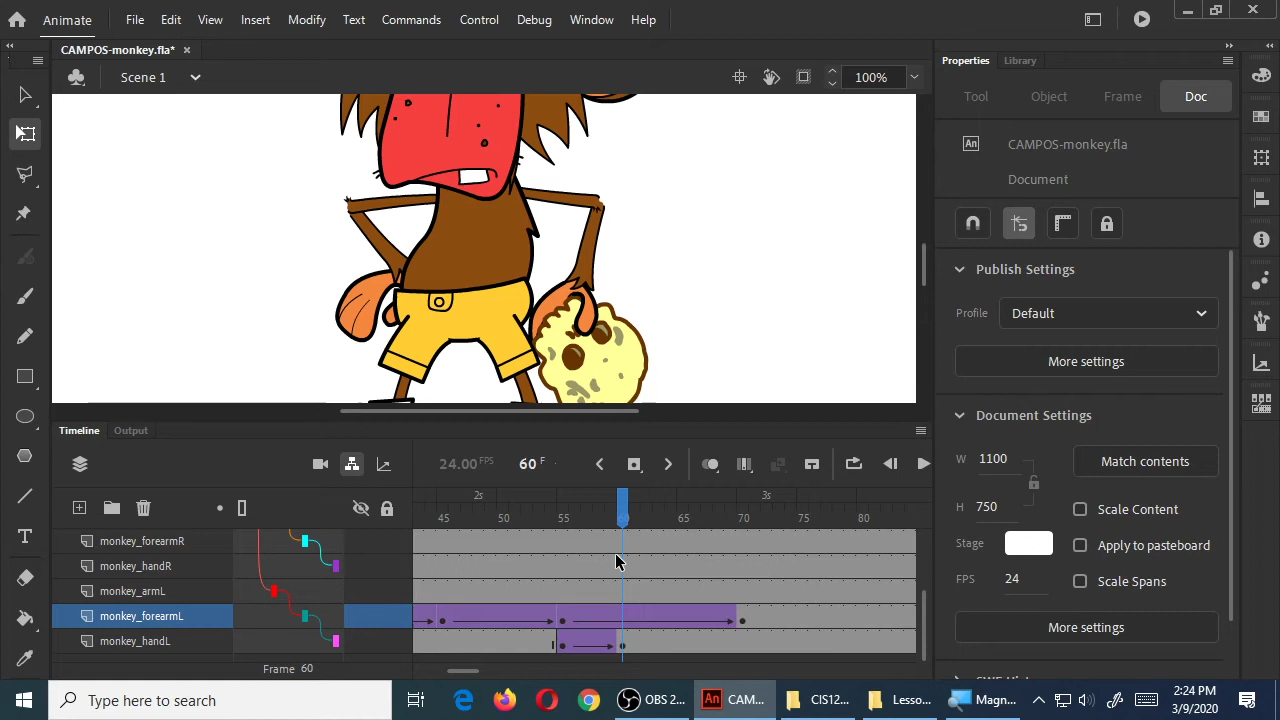 Animate File Edit View Insert Modify Text Commands Control Debug Window Help
CAMPOS-monkey.fla* ×
Scene 1 100%
Properties Library
Tool Object Frame Doc
An CAMPOS-monkey.fla
Document
Publish Settings
Profile Default
More settings
Document Settings
W 1100 Match contents
H 750 Scale Content
Stage Apply to pasteboard
FPS 24 Scale Spans
More settings
Timeline Output
24.00 FPS 60 F
2s 3s
45 50 55 60 65 70 75 80
monkey_forearmR
monkey_handR
monkey_armL
monkey_forearmL
monkey_handL
Frame 60
Type here to search
OBS 2... An CAM... CIS12... Lesso... Magn...
2:24 PM
3/9/2020